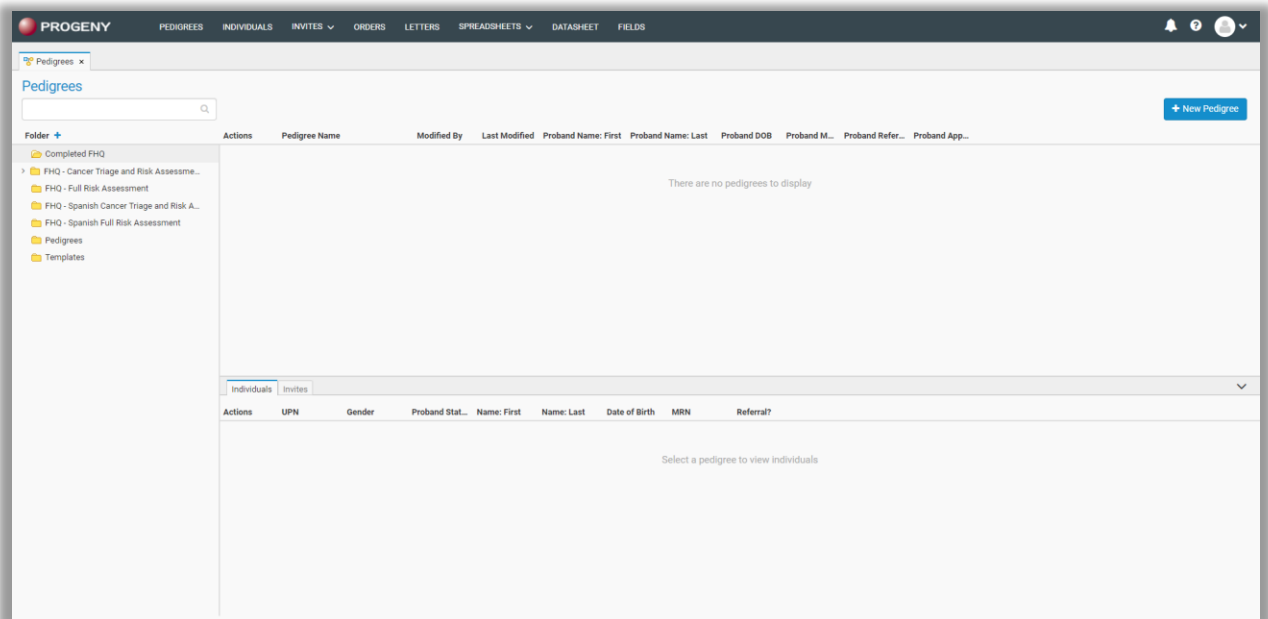 PROGENY PEDIGREES INDIVIDUALS INVITES ORDERS LETTERS SPREADSHEETS DATASHEET FIELDS
Pedigrees ×
Pedigrees
+ New Pedigree
Folder + Actions Pedigree Name Modified By Last Modified Proband Name: First Proband Name: Last Proband DOB Proband M... Proband Refer... Proband App...
Completed FHQ
FHQ - Cancer Triage and Risk Assessme...
There are no pedigrees to display
FHQ - Full Risk Assessment
FHQ - Spanish Cancer Triage and Risk A...
FHQ - Spanish Full Risk Assessment
Pedigrees
Templates
Individuals Invites
Actions UPN Gender Proband Stat... Name: First Name: Last Date of Birth MRN Referral?
Select a pedigree to view individuals